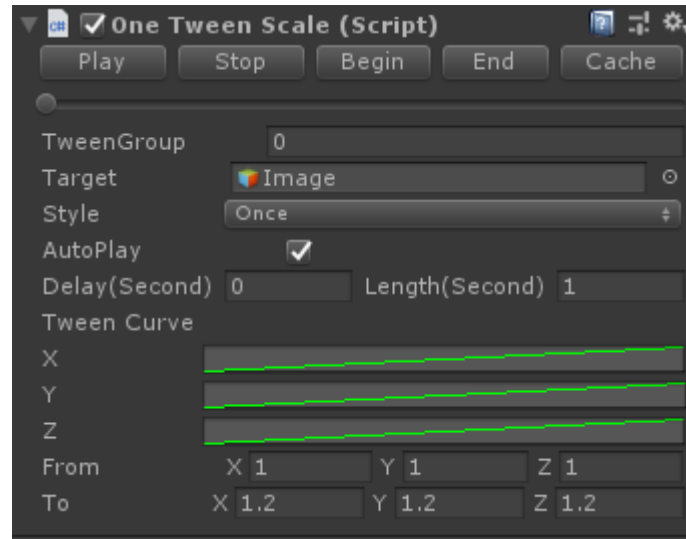 One Tween Scale (Script)
Play Stop Begin End Cache
TweenGroup 0
Target Image
Style Once
AutoPlay
Delay(Second) 0 Length(Second) 1
Tween Curve
X
Y
Z
From X 1 Y 1 Z 1
To X 1.2 Y 1.2 Z 1.2